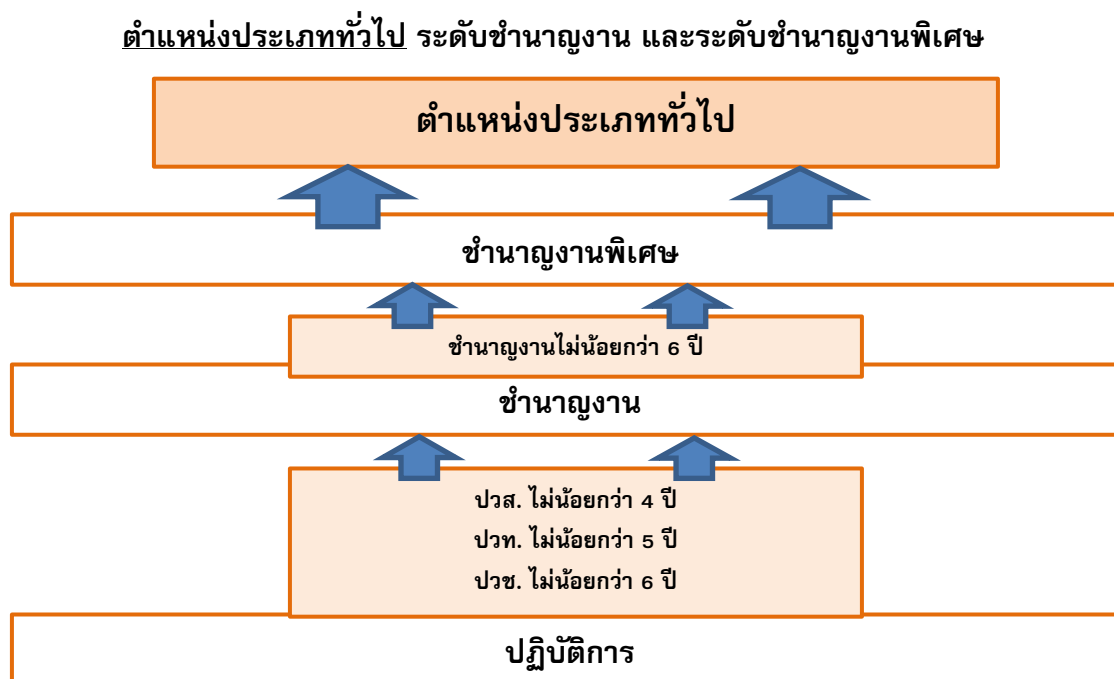 ตำแหน่งประเภททั่วไป ระดับชำนาญงาน และระดับชำนาญงานพิเศษ
ตำแหน่งประเภททั่วไป
ชำนาญงานพิเศษ
ชำนาญงานไม่น้อยกว่า 6 ปี
ชำนาญงาน
ปวส. ไม่น้อยกว่า 4 ปี
ปวท. ไม่น้อยกว่า 5 ปี
ปวช. ไม่น้อยกว่า 6 ปี
ปฏิบัติการ